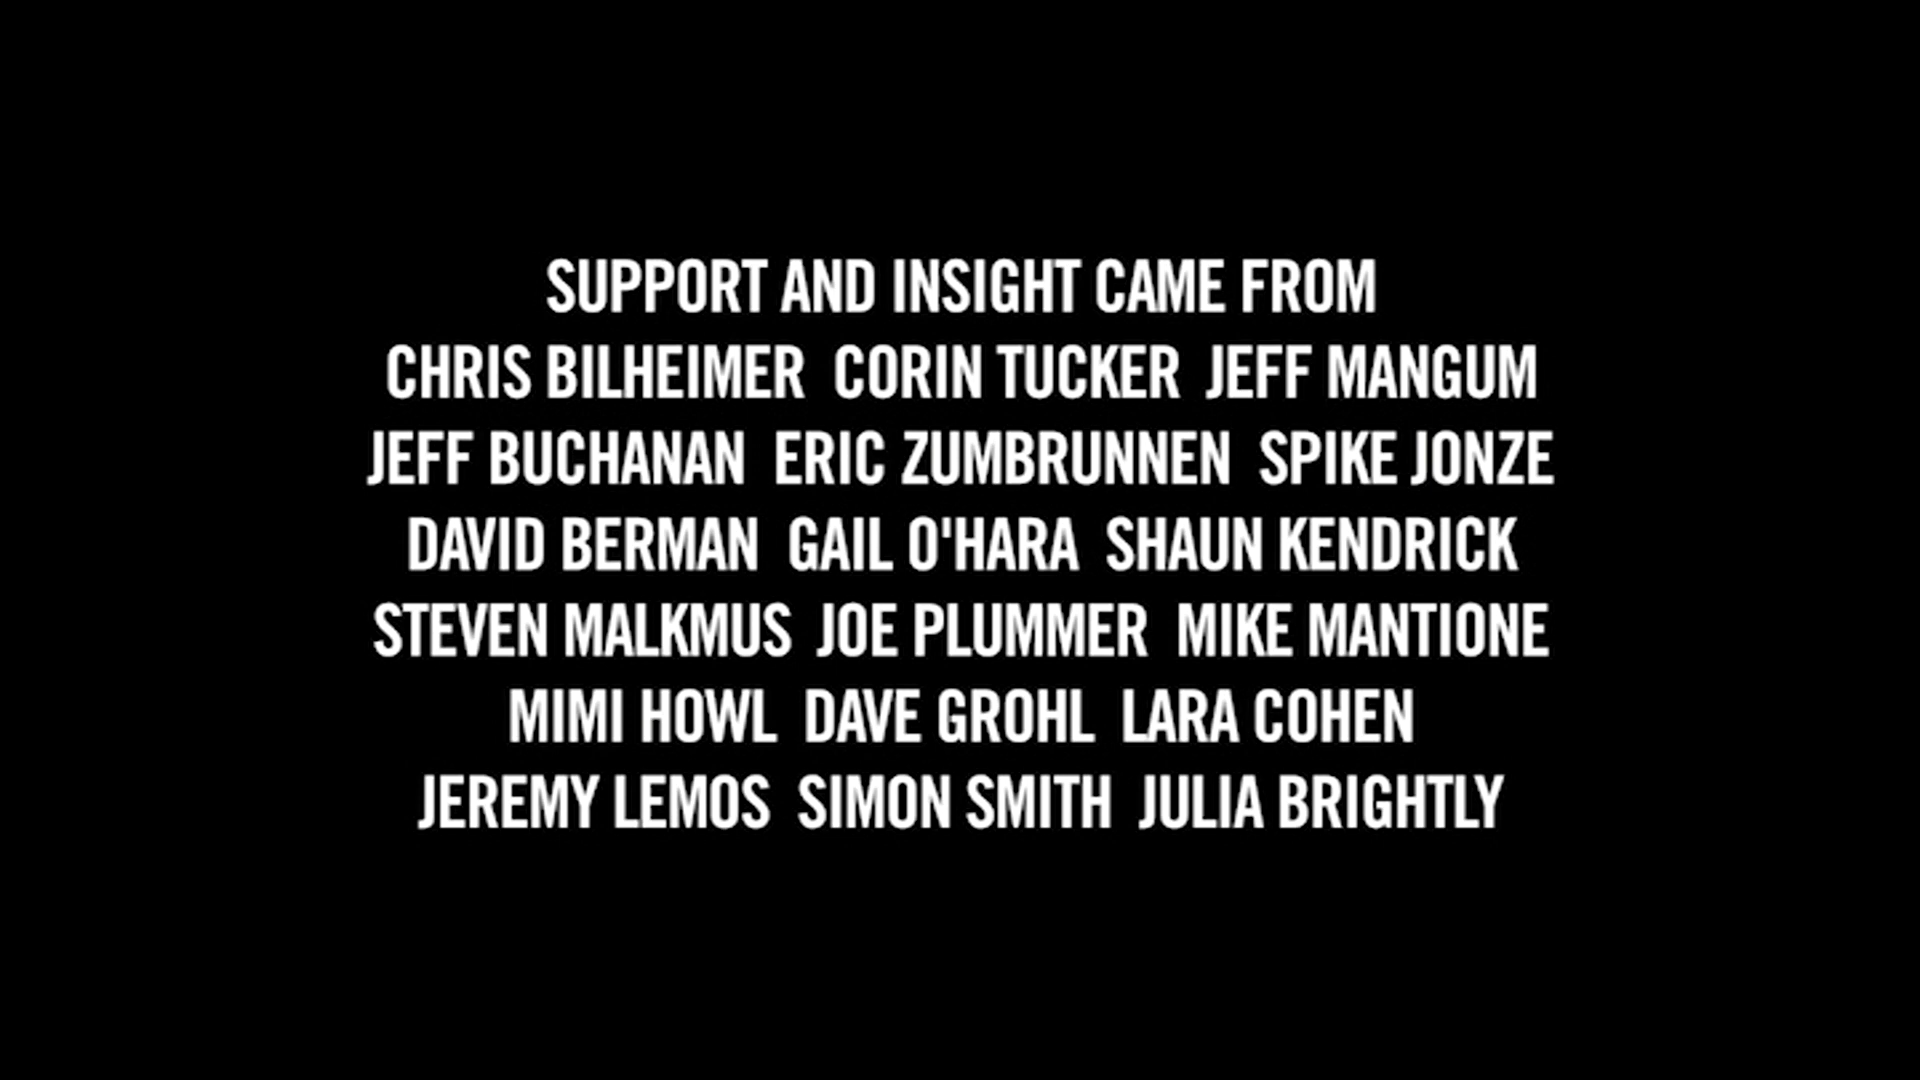 SUPPORT AND INSIGHT CAME FROM
CHRIS BILHEIMER  CORIN TUCKER  JEFF MANGUM
JEFF BUCHANAN  ERIC ZUMBRUNNEN  SPIKE JONZE
DAVID BERMAN  GAIL O'HARA  SHAUN KENDRICK
STEVEN MALKMUS  JOE PLUMMER  MIKE MANTIONE
MIMI HOWL  DAVE GROHL  LARA COHEN
JEREMY LEMOS  SIMON SMITH  JULIA BRIGHTLY